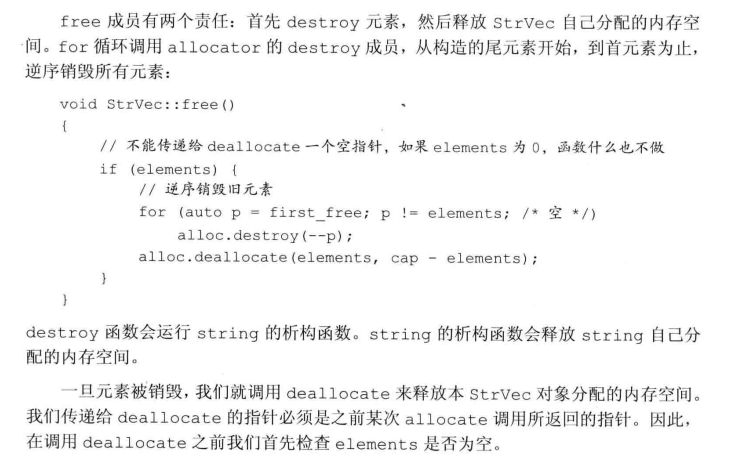 free 成员有两个责任：首先 destroy 元素，然后释放 StrVec 自己分配的内存空
间。for 循环调用 allocator 的 destroy 成员，从构造的尾元素开始，到首元素为止，
逆序销毁所有元素：
void StrVec::free()
{
// 不能传递给 deallocate 一个空指针，如果 elements 为 0，函数什么也不做
if (elements) {
// 逆序销毁旧元素
for (auto p = first_free; p != elements; /* 空 */)
alloc.destroy(--p);
alloc.deallocate(elements, cap - elements);
}
}
destroy 函数会运行 string 的析构函数。string 的析构函数会释放 string 自己分
配的内存空间。
一旦元素被销毁，我们就调用 deallocate 来释放本 StrVec 对象分配的内存空间。
我们传递给 deallocate 的指针必须是之前某次 allocate 调用所返回的指针。因此，
在调用 deallocate 之前我们首先检查 elements 是否为空。